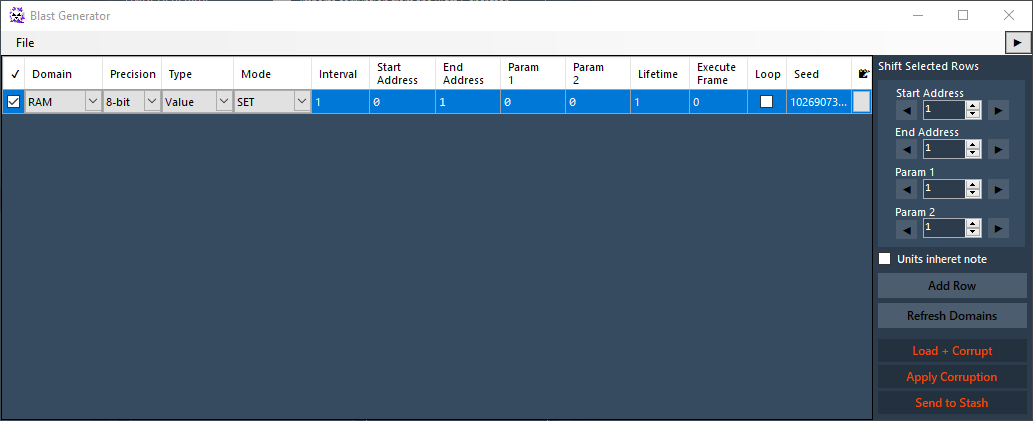 Blast Generator
File
✓ Domain Precision Type Mode Interval Start Address End Address Param 1 Param 2 Lifetime Execute Frame Loop Seed
RAM 8-bit Value SET 1 0 1 0 0 1 0 10269073...
Shift Selected Rows
Start Address
1
End Address
1
Param 1
1
Param 2
1
Units inheret note
Add Row
Refresh Domains
Load + Corrupt
Apply Corruption
Send to Stash